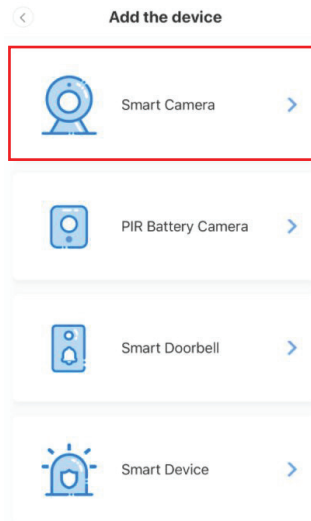 Add the device
Smart Camera
PIR Battery Camera
Smart Doorbell
Smart Device